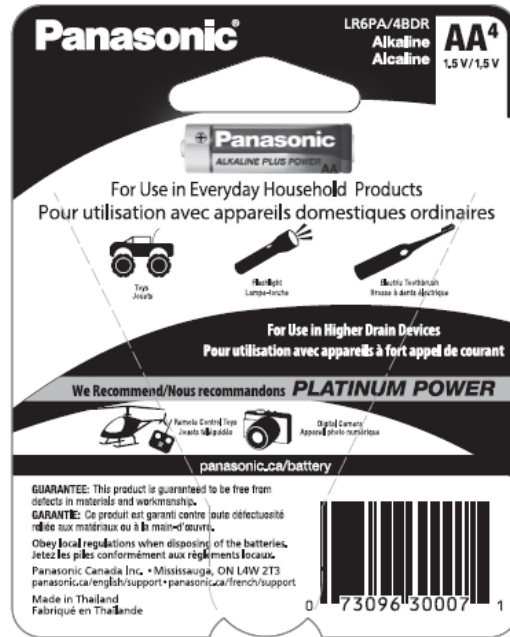 Panasonic®
LR6PA/4BDR
Alkaline
Alcaline
AA4
1.5 V/1,5 V
Panasonic
ALKALINE PLUS POWER
AA
For Use in Everyday Household Products
Pour utilisation avec appareils domestiques ordinaires
Toys
Jouets
Flashlight
Lampe-torche
Electric Toothbrush
Brosse à dents électrique
For Use in Higher Drain Devices
Pour utilisation avec appareils à fort appel de courant
We Recommend/Nous recommandons PLATINUM POWER
Remote Control Toys
Jouets téléguidés
Digital Camera
Appareil photo numérique
panasonic.ca/battery
GUARANTEE: This product is guaranteed to be free from
defects in materials and workmanship.
GARANTIE: Ce produit est garanti contre toute défectuosité
reliée aux matériaux ou à la main-d'œuvre.
Obey local regulations when disposing of the batteries.
Jetez les piles conformément aux règlements locaux.
Panasonic Canada Inc. • Mississauga, ON L4W 2T3
panasonic.ca/english/support • panasonic.ca/french/support
Made in Thailand
Fabriqué en Thaïlande
0 73096 30007 1